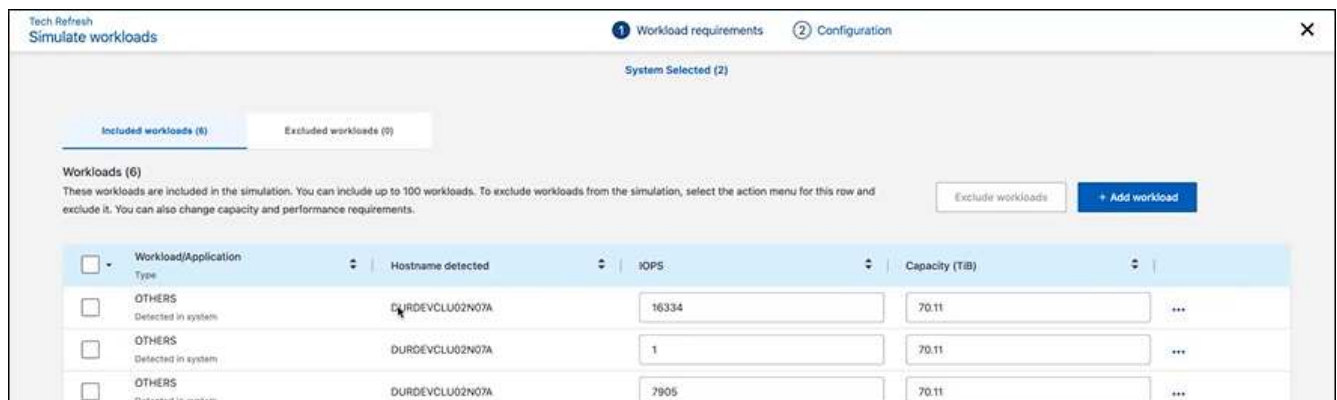 Tech Refresh
Simulate workloads
1 Workload requirements
2 Configuration
System Selected (2)
Included workloads (6)
Excluded workloads (0)
Workloads (6)
These workloads are included in the simulation. You can include up to 100 workloads. To exclude workloads from the simulation, select the action menu for this row and
exclude it. You can also change capacity and performance requirements.
Exclude workloads
+ Add workload
Workload/Application
Type
Hostname detected
IOPS
Capacity (TiB)
OTHERS
Detected in system
DURDEVCLU02N07A
16334
70.11
OTHERS
Detected in system
DURDEVCLU02N07A
1
70.11
OTHERS
Detected in system
DURDEVCLU02N07A
7905
70.11